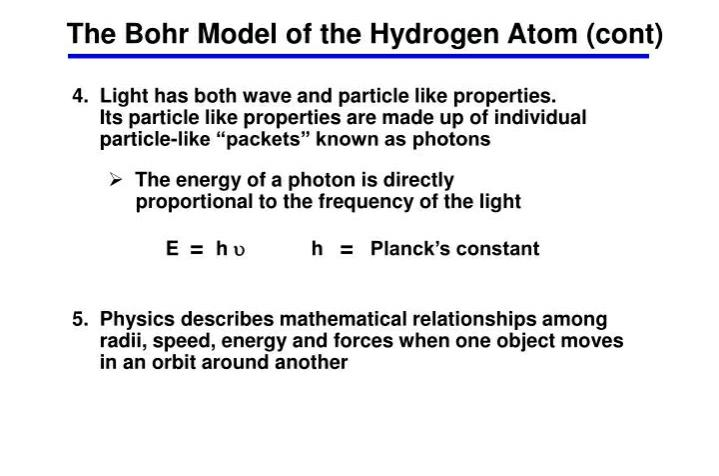 The Bohr Model of the Hydrogen Atom (cont)
4. Light has both wave and particle like properties.
Its particle like properties are made up of individual
particle-like “packets” known as photons
➢ The energy of a photon is directly
proportional to the frequency of the light
E = h υ h = Planck’s constant
5. Physics describes mathematical relationships among
radii, speed, energy and forces when one object moves
in an orbit around another